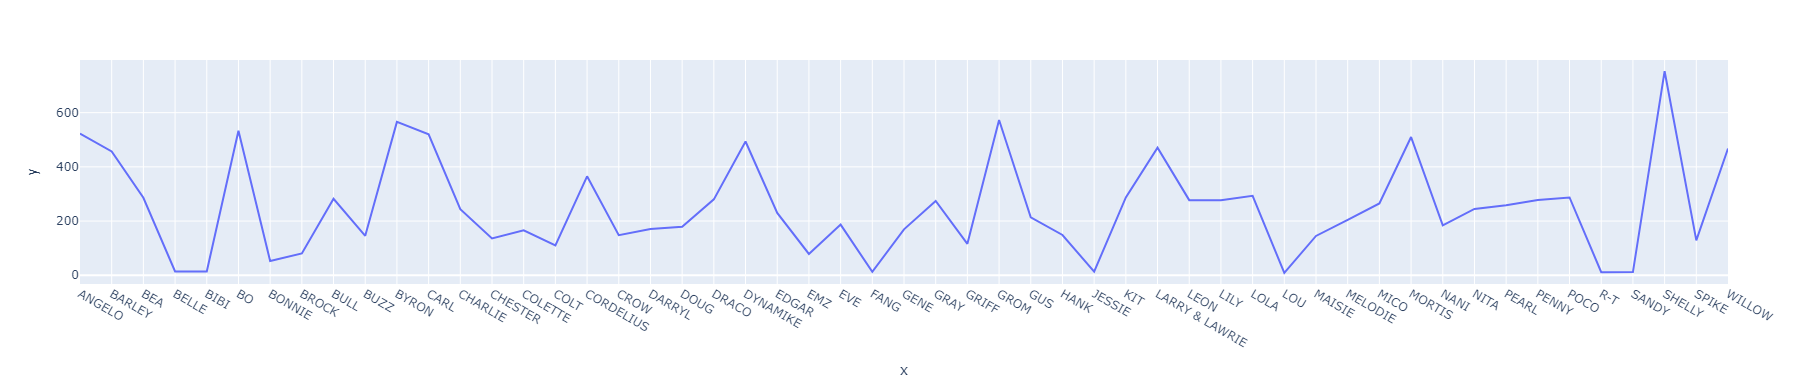 y
600
400
200
0
ANGELO
BARLEY
BEA
BELLE
BIBI
BO
BONNIE
BROCK
BULL
BUZZ
BYRON
CARL
CHARLIE
CHESTER
COLETTE
COLT
CORDELIUS
CROW
DARRYL
DOUG
DRACO
DYNAMIKE
EDGAR
EMZ
EVE
FANG
GENE
GRAY
GRIFF
GROM
GUS
HANK
JESSIE
KIT
LARRY & LAWRIE
LEON
LILY
LOLA
LOU
MAISIE
MELODIE
MICO
MORTIS
NANI
NITA
PEARL
PENNY
POCO
R-T
SANDY
SHELLY
SPIKE
WILLOW
x